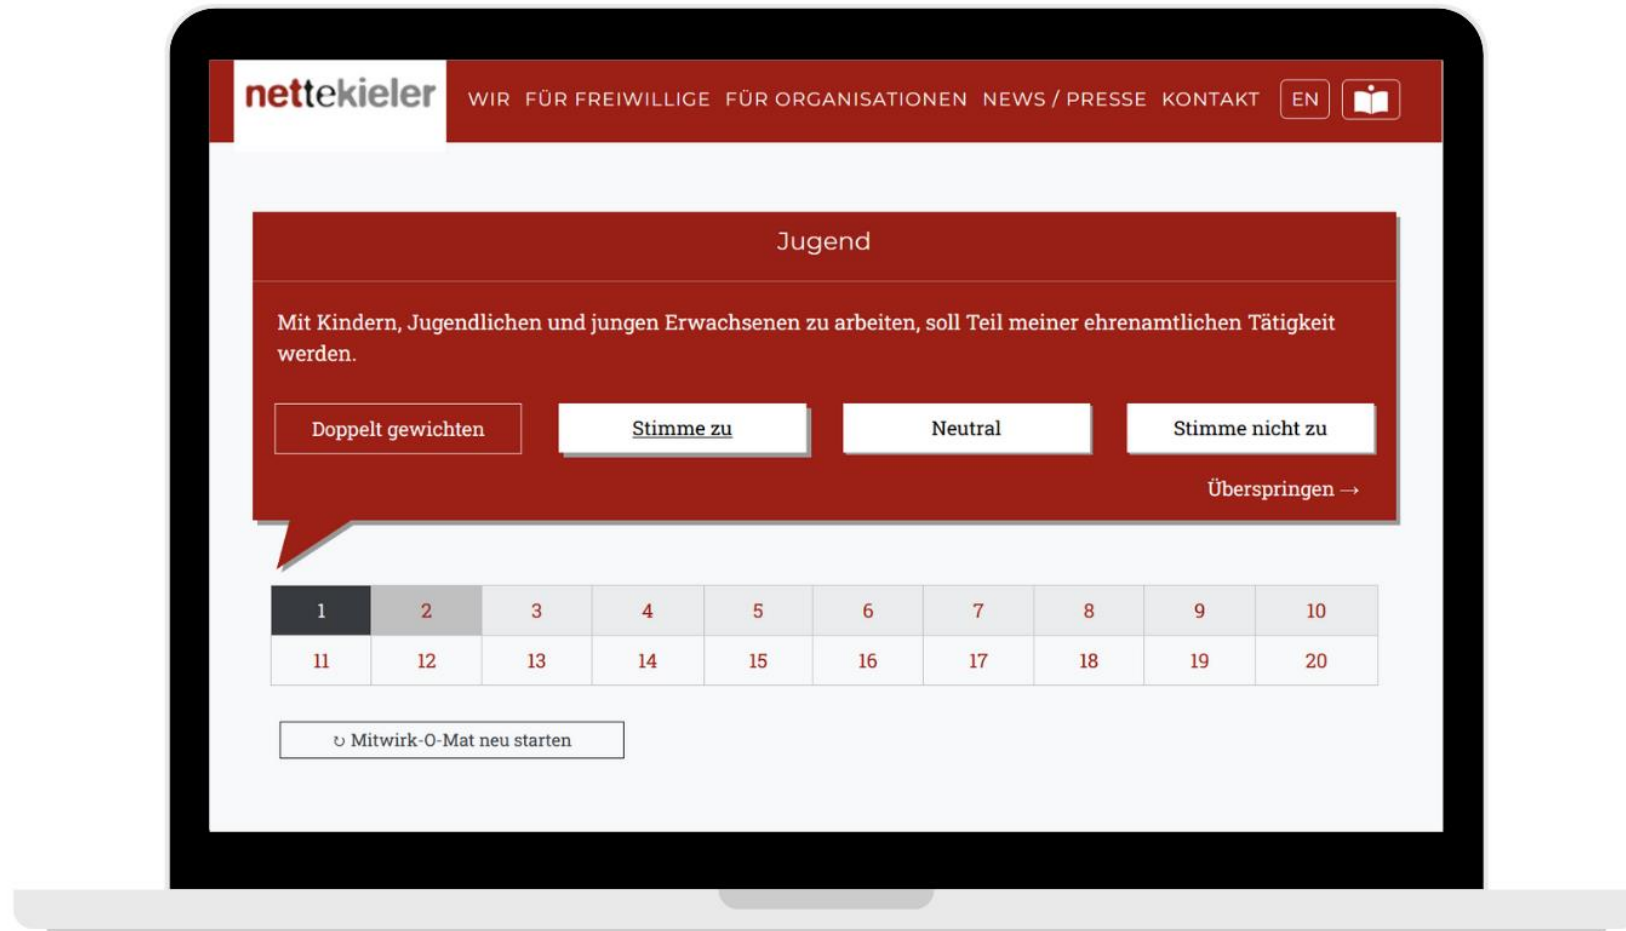 nettekieler
WIR FÜR FREIWILLIGE FÜR ORGANISATIONEN NEWS / PRESSE KONTAKT EN
Jugend
Mit Kindern, Jugendlichen und jungen Erwachsenen zu arbeiten, soll Teil meiner ehrenamtlichen Tätigkeit
werden.
Doppelt gewichten Stimme zu Neutral Stimme nicht zu
Überspringen →
1 2 3 4 5 6 7 8 9 10
11 12 13 14 15 16 17 18 19 20
↻ Mitwirk-O-Mat neu starten